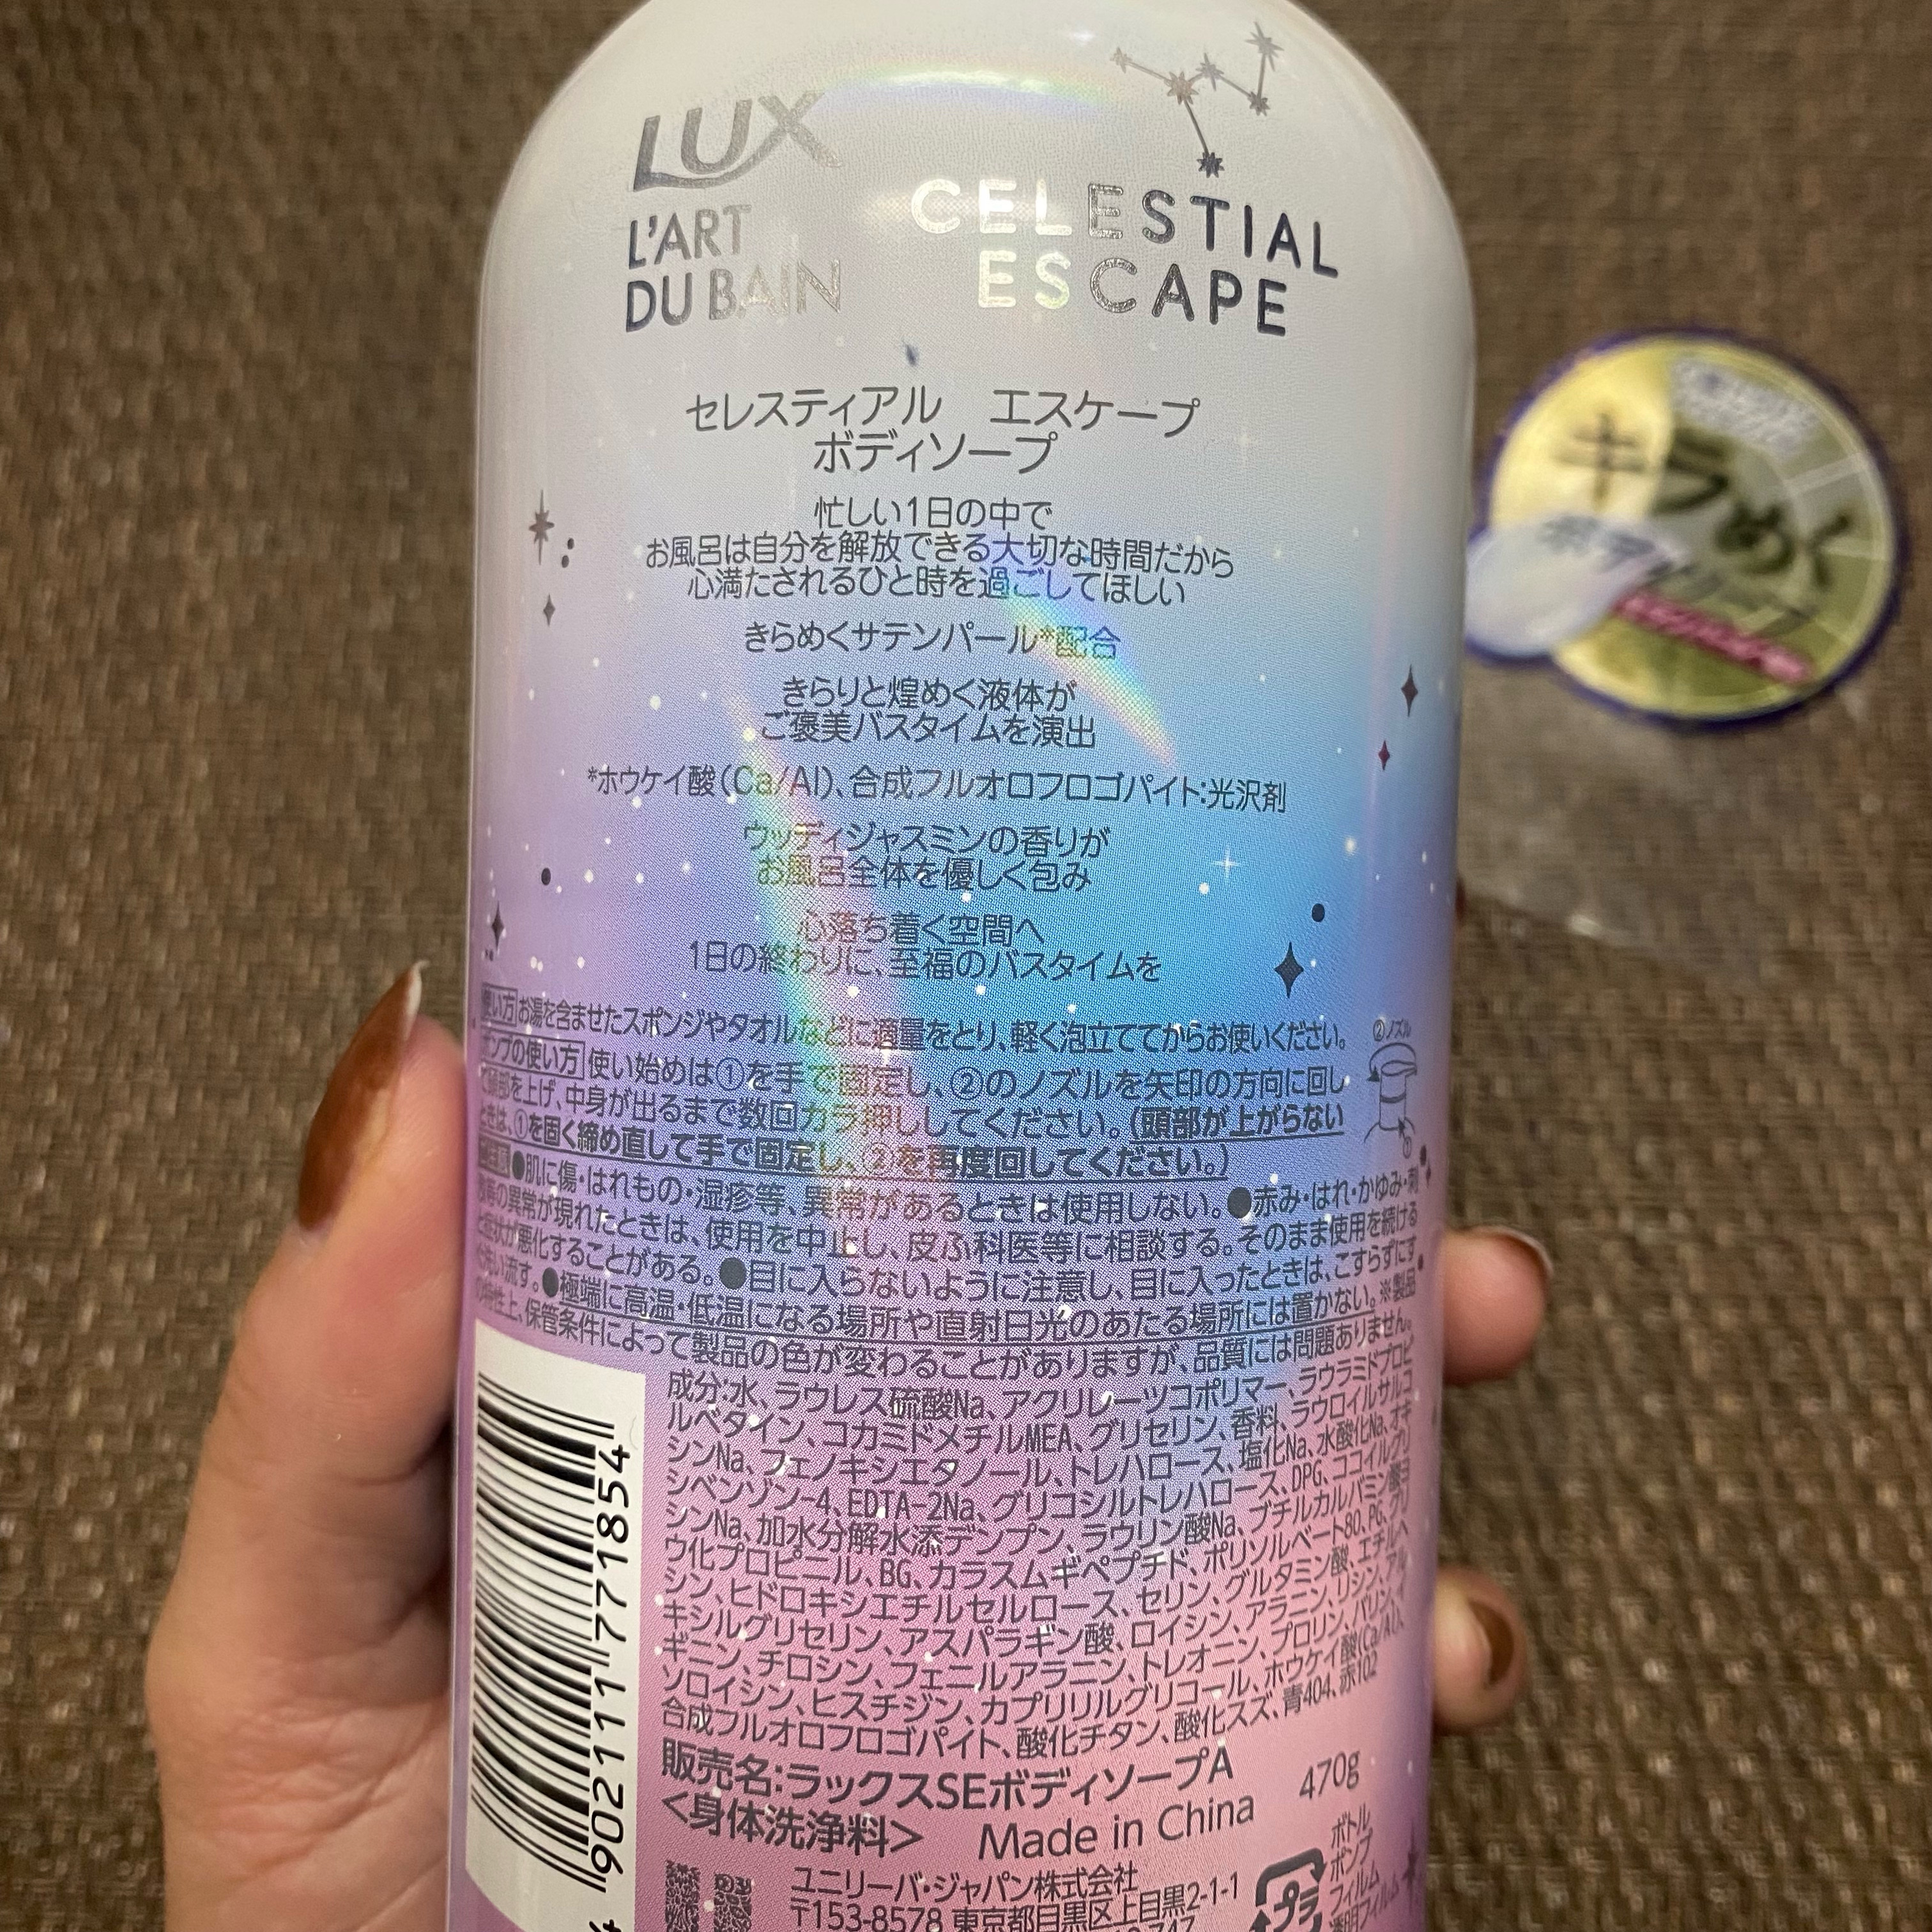 LUX
L'ART
DU BAIN
CELESTIAL
ESCAPE
セレスティアル エスケープ
ボディソープ
忙しい1日の中で
お風呂は自分を解放できる大切な時間だから
心満たされるひと時を過ごしてほしい
きらめくサテンパール*配合
きらりと煌めく液体が
ご褒美バスタイムを演出
*ホウケイ酸(Ca/Al)、合成フルオロフロゴパイト:光沢剤
ウッディジャスミンの香りが
お風呂全体を優しく包み
心落ち着く空間へ
1日の終わりに、至福のバスタイムを
使い方 お湯を含ませたスポンジやタオルなどに適量をとり、軽く泡立ててからお使いください。
ポンプの使い方 使い始めは①を手で固定し、②のノズルを矢印の方向に回し
て頭部を上げ、中身が出るまで数回カラ押ししてください。(頭部が上がらない
ときは、①を固く締め直して手で固定し、②を再度回してください。)
②ノズル
①
●肌に傷・はれもの・湿疹等、異常があるときは使用しない。●赤み・はれ・かゆみ・刺
激等の異常が現れたときは、使用を中止し、皮ふ科医等に相談する。そのまま使用を続ける
と症状が悪化することがある。●目に入らないように注意し、目に入ったときは、こすらずにす
ぐ洗い流す。●極端に高温・低温になる場所や直射日光のあたる場所には置かない。※製品
の特性上、保管条件によって製品の色が変わることがありますが、品質には問題ありません。
成分:水、ラウレス硫酸Na、アクリレーツコポリマー、ラウラミドプロピ
ルベタイン、コカミドメチルMEA、グリセリン、香料、ラウロイルサルコ
シンNa、フェノキシエタノール、トレハロース、塩化Na、水酸化Na、オキ
シベンゾン-4、EDTA-2Na、グリコシルトレハロース、DPG、ココイルグリ
シンNa、加水分解水添デンプン、ラウリン酸Na、ブチルカルバミン酸ヨ
ウ化プロピニル、BG、カラスムギペプチド、ポリソルベート80、PG、グリ
シン、ヒドロキシエチルセルロース、セリン、グルタミン酸、エチルヘ
キシルグリセリン、アスパラギン酸、ロイシン、アラニン、リシン、アル
ギニン、チロシン、フェニルアラニン、トレオニン、プロリン、バリン、イ
ソロイシン、ヒスチジン、カプリリルグリコール、ホウケイ酸(Ca/Al)、
合成フルオロフロゴパイト、酸化チタン、酸化スズ、青404、赤102
販売名:ラックスSEボディソープA
470g
<身体洗浄料>
Made in China
ユニリーバ・ジャパン株式会社
〒153-8578 東京都目黒区上目黒2-1-1
プラ
ボトル
ポンプ
フィルム
透明フィルム
4 902111 771854
キラめく